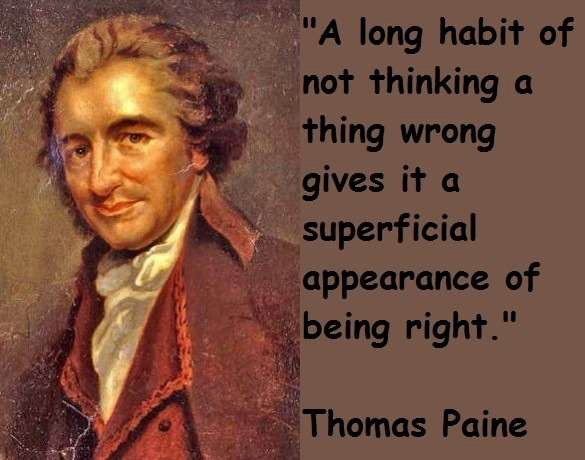 "A long habit of
not thinking a
thing wrong
gives it a
superficial
appearance of
being right."
Thomas Paine